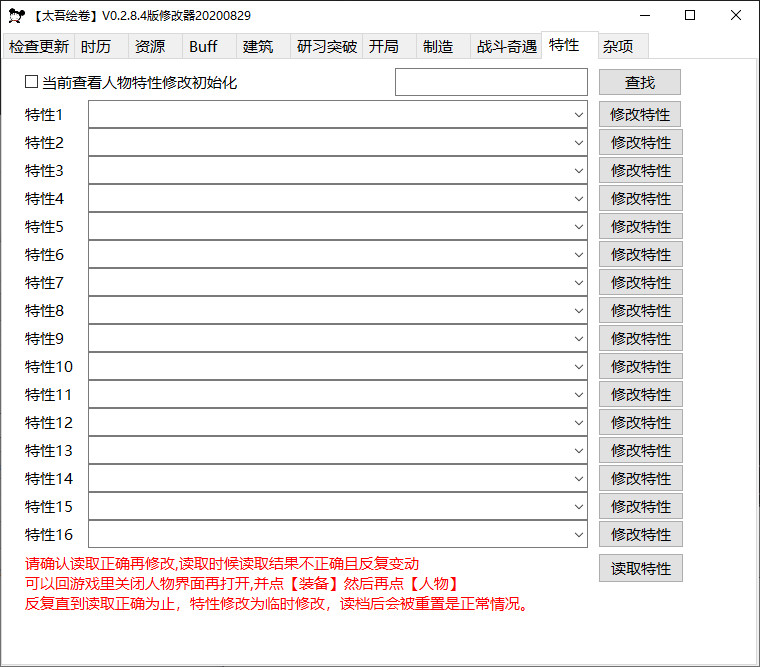 【太吾绘卷】V0.2.8.4版修改器20200829
检查更新 时历 资源 Buff 建筑 研习突破 开局 制造 战斗奇遇 特性 杂项
当前查看人物特性修改初始化 查找
特性1 修改特性
特性2 修改特性
特性3 修改特性
特性4 修改特性
特性5 修改特性
特性6 修改特性
特性7 修改特性
特性8 修改特性
特性9 修改特性
特性10 修改特性
特性11 修改特性
特性12 修改特性
特性13 修改特性
特性14 修改特性
特性15 修改特性
特性16 修改特性
请确认读取正确再修改,读取时候读取结果不正确且反复变动 读取特性
可以回游戏里关闭人物界面再打开,并点【装备】然后再点【人物】
反复直到读取正确为止，特性修改为临时修改，读档后会被重置是正常情况。